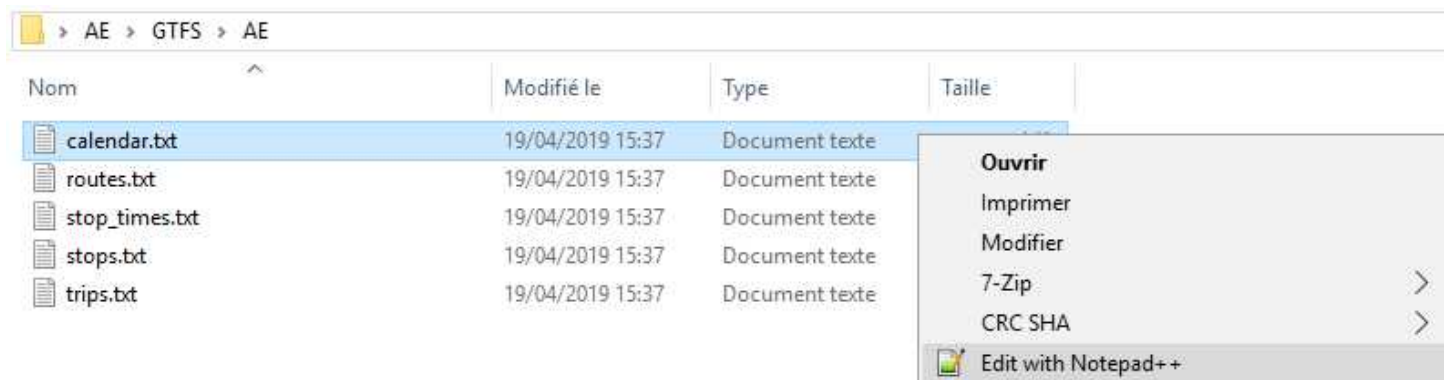 AE > GTFS > AE
Nom Modifié le Type Taille
calendar.txt 19/04/2019 15:37 Document texte
routes.txt 19/04/2019 15:37 Document texte
stop_times.txt 19/04/2019 15:37 Document texte
stops.txt 19/04/2019 15:37 Document texte
trips.txt 19/04/2019 15:37 Document texte
Ouvrir
Imprimer
Modifier
7-Zip
CRC SHA
Edit with Notepad++